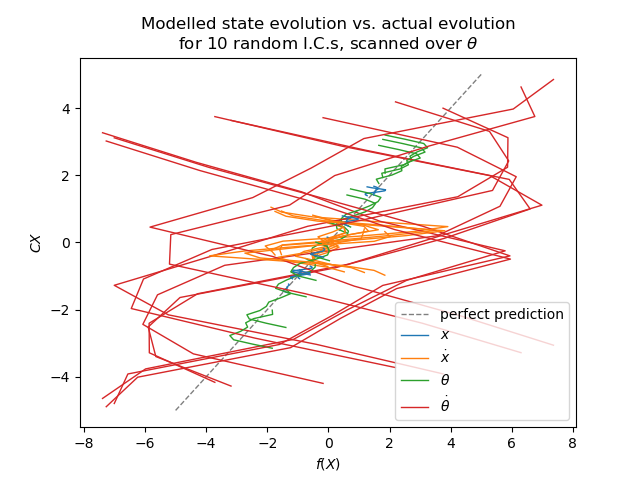 Modelled state evolution vs. actual evolution
for 10 random I.C.s, scanned over θ
CX
4
2
0
−2
−4
perfect prediction
x
ẋ
θ
θ̇
−8
−6
−4
−2
0
2
4
6
8
f(X)